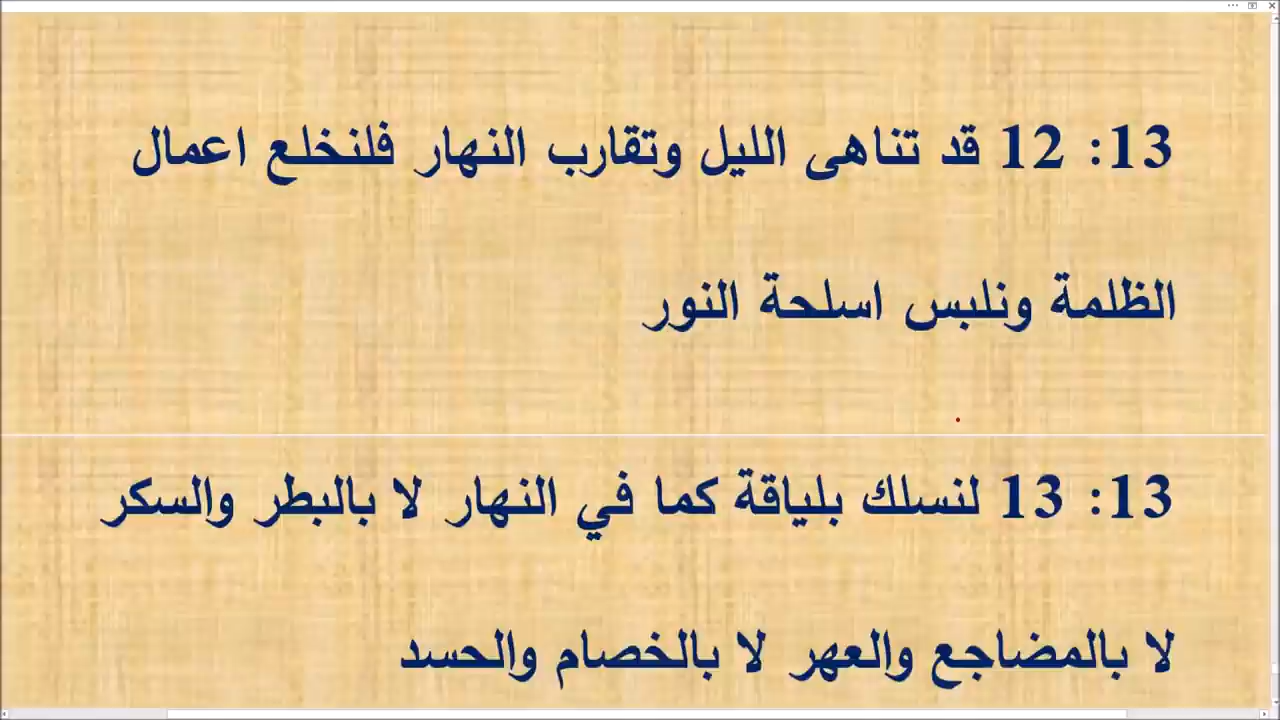 13: 12 قد تناهى الليل وتقارب النهار فلنخلع اعمال
الظلمة ونلبس اسلحة النور
13: 13 لنسلك بلياقة كما في النهار لا بالبطر والسكر
لا بالمضاجع والعهر لا بالخصام والحسد